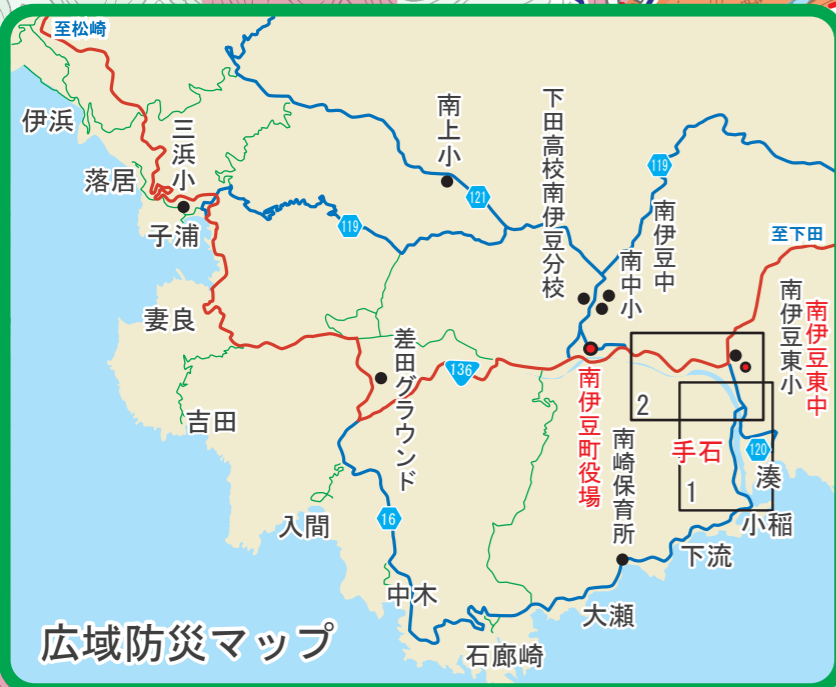 至松崎
伊浜
落居
三浜小
子浦
妻良
吉田
入間
中木
石廊崎
大瀬
下流
小稲
湊
手石
南崎保育所
南伊豆町役場
差田グラウンド
南上小
下田高校南伊豆分校
南中小
南伊豆中
至下田
南伊豆東小
南伊豆東中
119
121
119
136
16
120
2
1
広域防災マップ